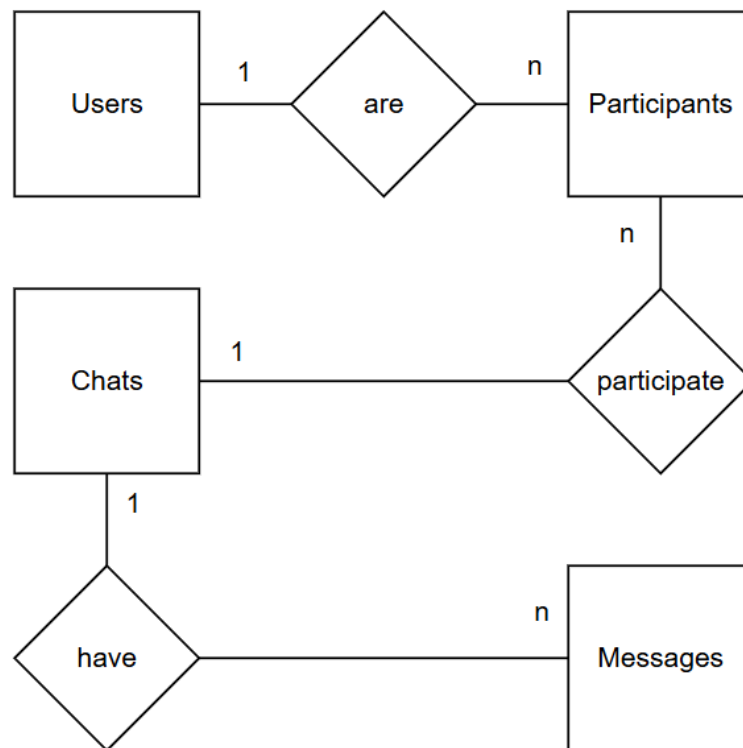 1
n
Users
are
Participants
n
1
Chats
participate
1
n
have
Messages